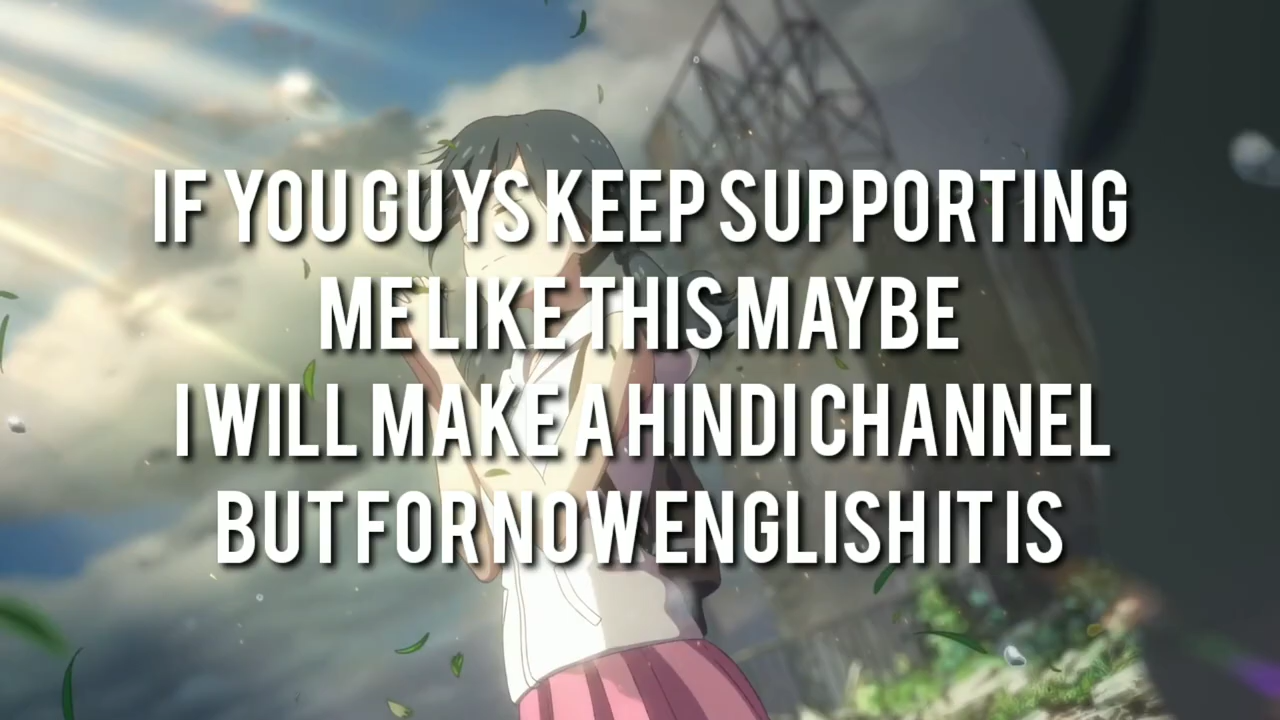 IF YOU GUYS KEEP SUPPORTING
ME LIKE THIS MAYBE
I WILL MAKE A HINDI CHANNEL
BUT FOR NOW ENGLISH IT IS